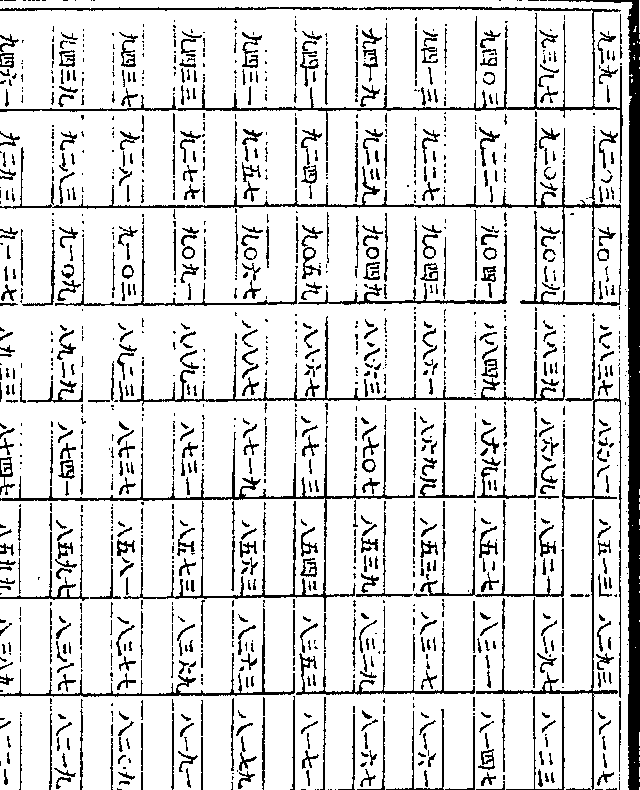 九三九一
九三九七
九四〇三
九四一三
九四一九
九四二一
九四三一
九四三三
九四三七
九四三九
九四六一
九二〇三
九二〇九
九二二一
九二二七
九二三九
九二四一
九二五七
九二七七
九二八一
九二八三
九二九三
九〇一三
九〇二九
九〇四一
九〇四三
九〇四九
九〇五九
九〇六七
九〇九一
九一〇三
九一〇九
九一二七
八八三七
八八三九
八八四九
八八六一
八八六三
八八六七
八八八七
八八九三
八九二三
八九二九
八九三三
八六八一
八六八九
八六九三
八六九九
八七〇七
八七一三
八七一九
八七三一
八七三七
八七四一
八七四七
八五一三
八五二一
八五二七
八五三七
八五三九
八五四三
八五六三
八五七三
八五八一
八五九七
八五九九
八二九三
八二九七
八三一一
八三一七
八三二九
八三五三
八三六三
八三六九
八三七七
八三八七
八三八九
八一一七
八一二三
八一四七
八一六一
八一六七
八一七一
八一七九
八一九一
八二〇九
八二一九
八二二一